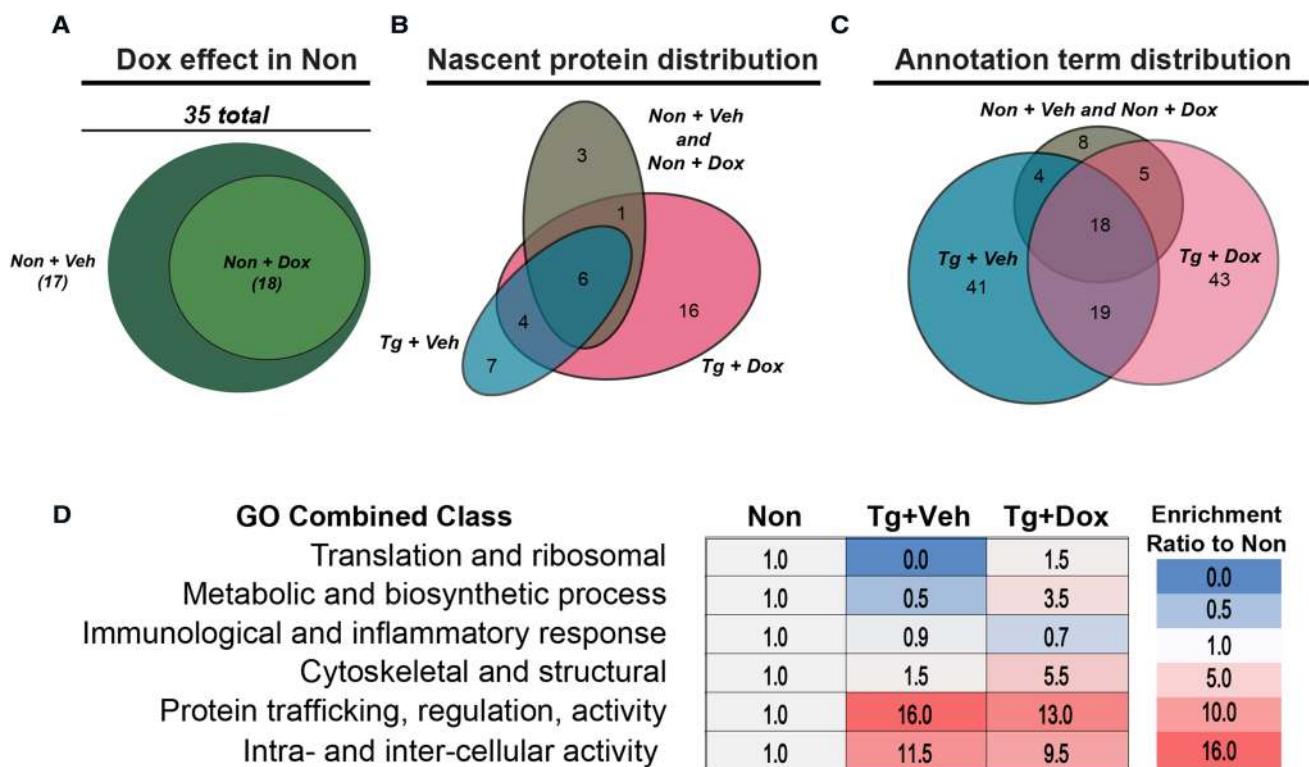 A
Dox effect in Non
35 total
Non + Veh
(17)
Non + Dox
(18)
B
Nascent protein distribution
Non + Veh
and
Non + Dox
3
1
6
16
4
7
Tg + Veh
Tg + Dox
C
Annotation term distribution
Non + Veh and Non + Dox
8
4
5
18
Tg + Veh
41
Tg + Dox
43
19
D
GO Combined Class Non Tg+Veh Tg+Dox
Translation and ribosomal 1.0 0.0 1.5
Metabolic and biosynthetic process 1.0 0.5 3.5
Immunological and inflammatory response 1.0 0.9 0.7
Cytoskeletal and structural 1.0 1.5 5.5
Protein trafficking, regulation, activity 1.0 16.0 13.0
Intra- and inter-cellular activity 1.0 11.5 9.5
Enrichment
Ratio to Non
0.0
0.5
1.0
5.0
10.0
16.0